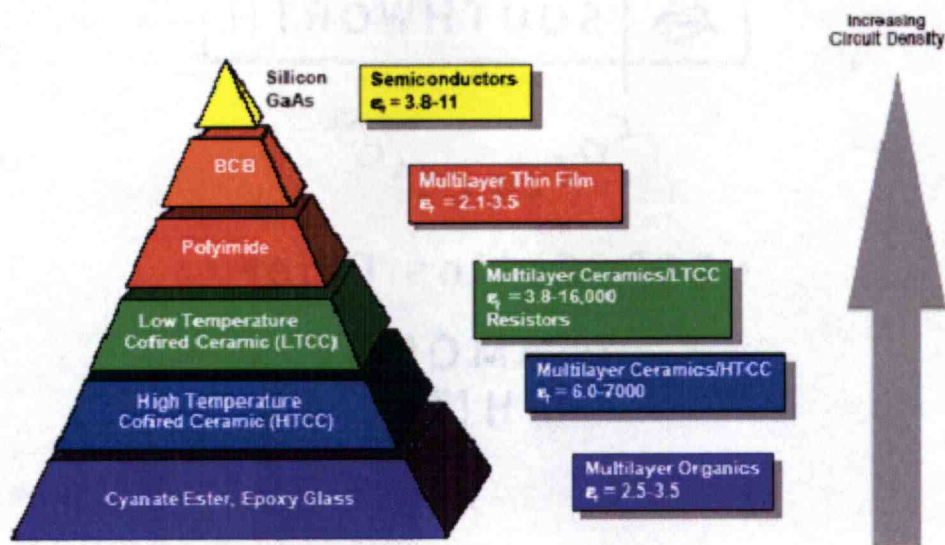 Increasing
Circuit Density
Silicon
GaAs
Semiconductors
εr = 3.8-11
BCB
Multilayer Thin Film
εr = 2.1-3.5
Polyimide
Multilayer Ceramics/LTCC
εr = 3.8-16,000
Resistors
Low Temperature
Cofired Ceramic (LTCC)
Multilayer Ceramics/HTCC
εr = 6.0-7000
High Temperature
Cofired Ceramic (HTCC)
Multilayer Organics
εr = 2.5-3.5
Cyanate Ester, Epoxy Glass